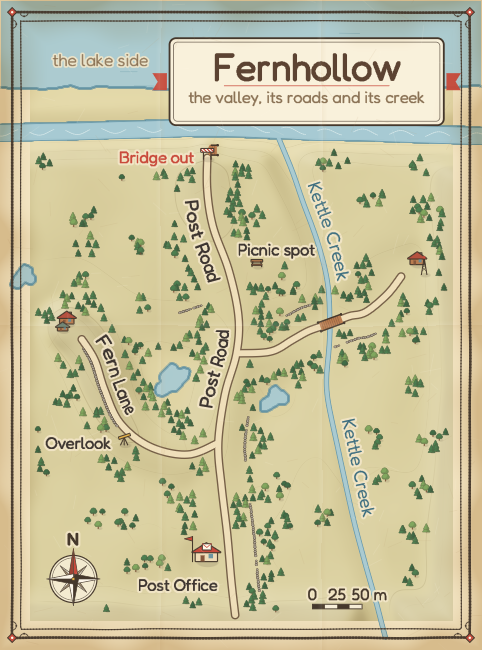 the lake side
Fernhollow
the valley, its roads and its creek
Bridge out
Post Road
Kettle Creek
Picnic spot
Post Road
Fern Lane
Overlook
Kettle Creek
N
Post Office
0 25 50 m